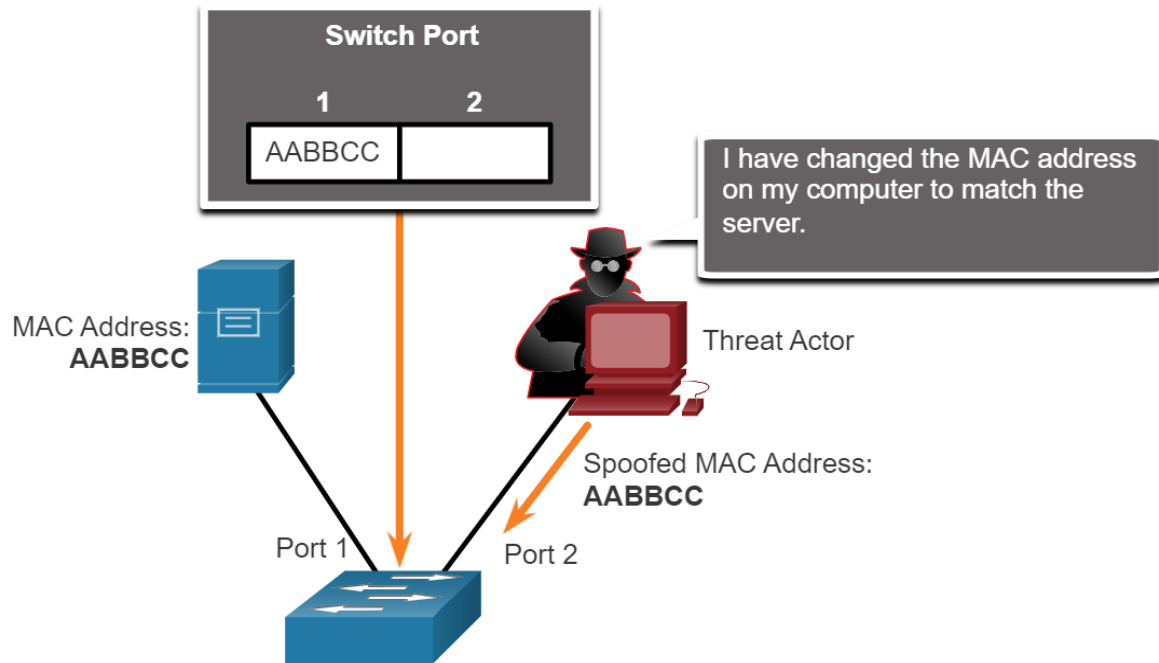 Switch Port
1 2
AABBCC
I have changed the MAC address
on my computer to match the
server.
MAC Address:
AABBCC
Threat Actor
Spoofed MAC Address:
AABBCC
Port 1
Port 2